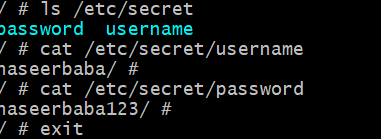 / # ls /etc/secret
password  username
/ # cat /etc/secret/username
naseerbaba/ #
/ # cat /etc/secret/password
naseerbaba123/ #
/ # exit